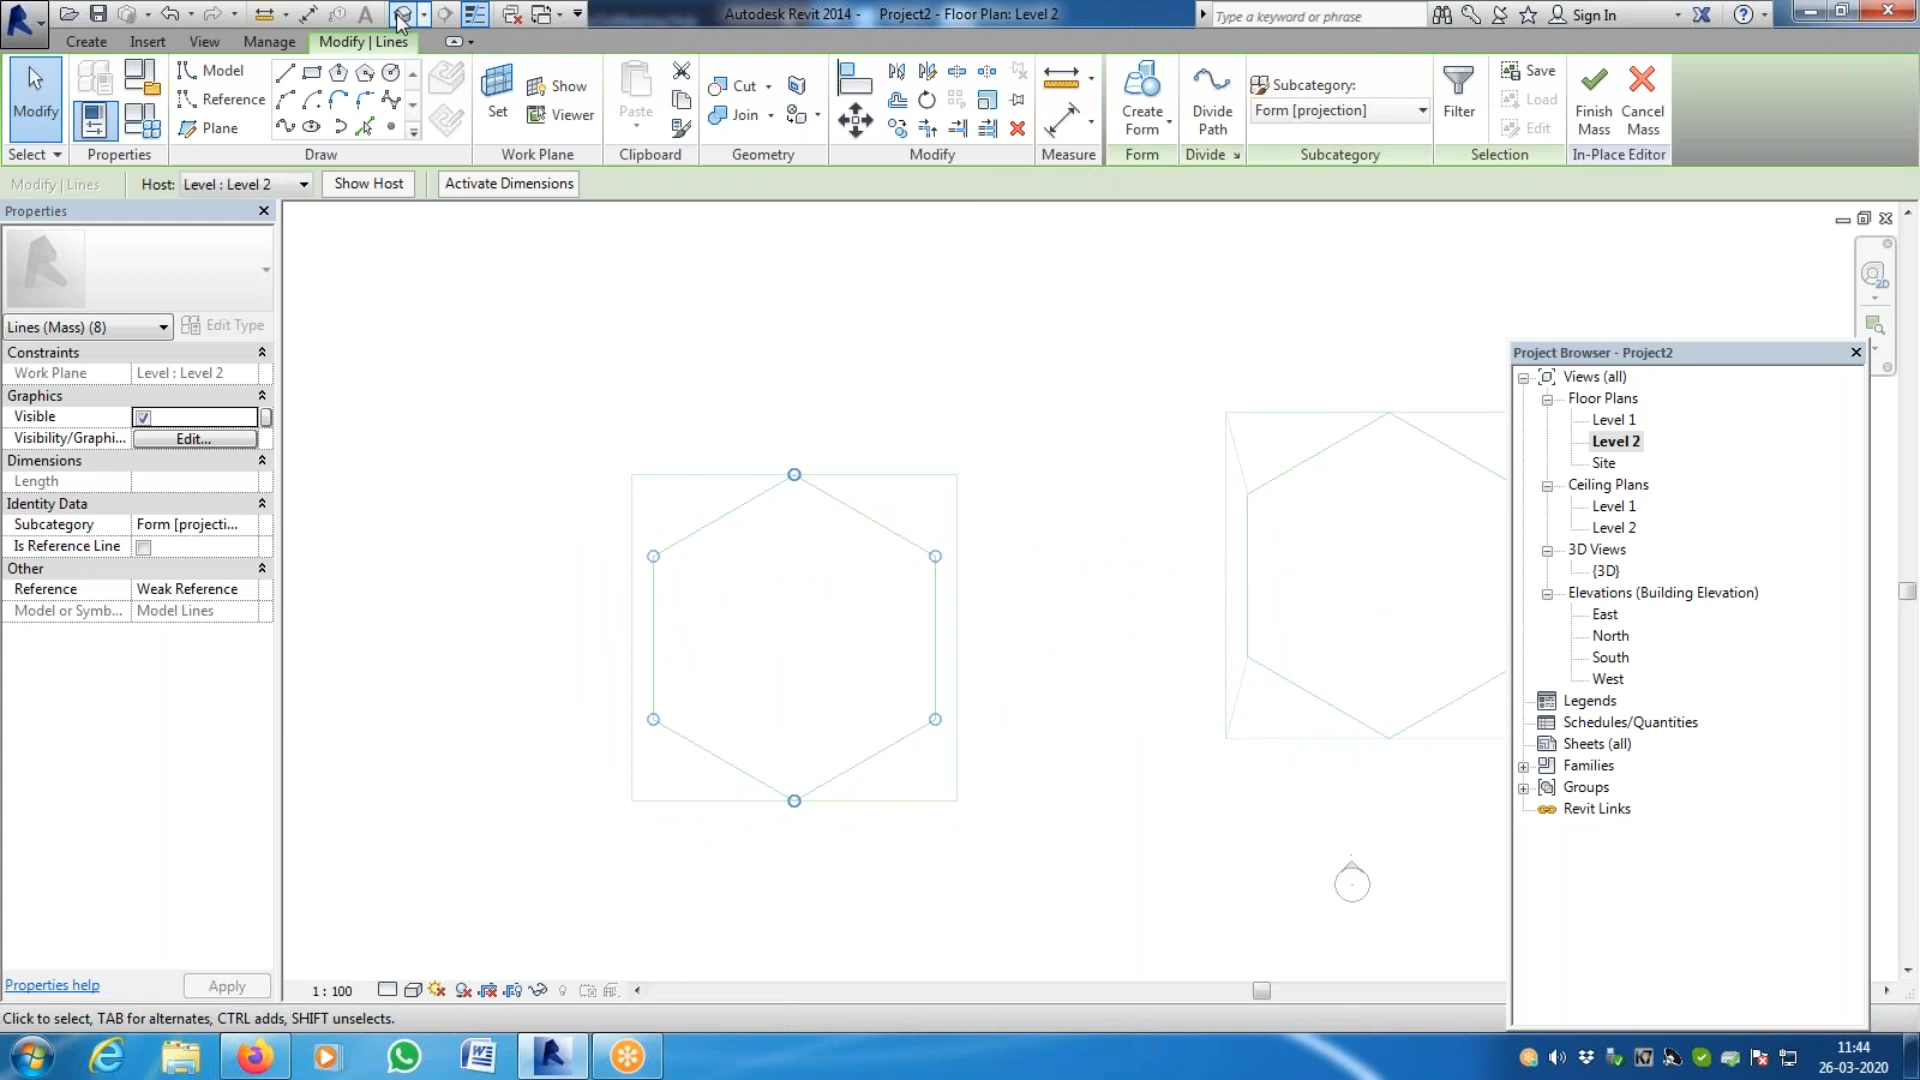 Autodesk Revit 2014 - Project2 - Floor Plan: Level 2
Type a keyword or phrase
Sign In
Create Insert View Manage Modify | Lines
Modify
Select
Properties
Model
Reference
Plane
Draw
Set
Show
Viewer
Work Plane
Paste
Clipboard
Cut
Join
Geometry
Modify
Measure
Create Form
Form
Divide Path
Divide
Subcategory:
Form [projection]
Subcategory
Filter
Save
Load
Edit
Selection
Finish Mass
Cancel Mass
In-Place Editor
Modify | Lines Host: Level : Level 2 Show Host Activate Dimensions
Properties
Lines (Mass) (8) Edit Type
Constraints
Work Plane Level : Level 2
Graphics
Visible
Visibility/Graphi... Edit...
Dimensions
Length
Identity Data
Subcategory Form [projecti...
Is Reference Line
Other
Reference Weak Reference
Model or Symb... Model Lines
Properties help Apply
2D
Project Browser - Project2
Views (all)
Floor Plans
Level 1
Level 2
Site
Ceiling Plans
Level 1
Level 2
3D Views
{3D}
Elevations (Building Elevation)
East
North
South
West
Legends
Schedules/Quantities
Sheets (all)
Families
Groups
Revit Links
1 : 100
Click to select, TAB for alternates, CTRL adds, SHIFT unselects.
11:44
26-03-2020